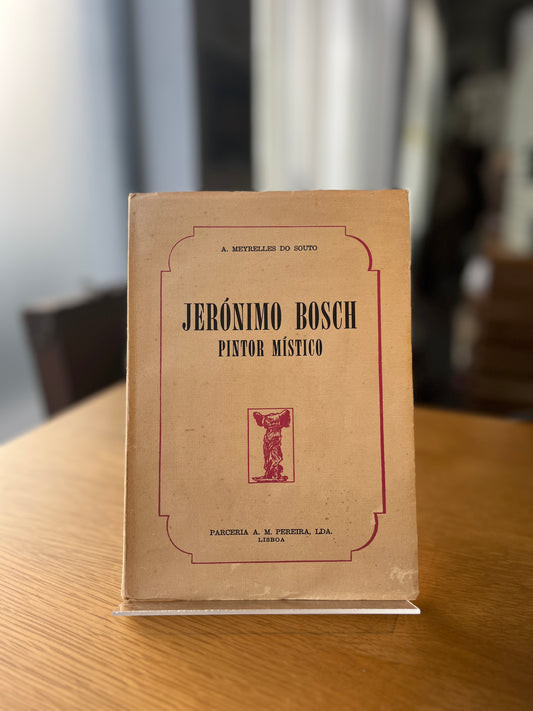 A. MEYRELLES DO SOUTO
JERÓNIMO BOSCH
PINTOR MÍSTICO
PARCERIA A. M. PEREIRA, LDA.
LISBOA